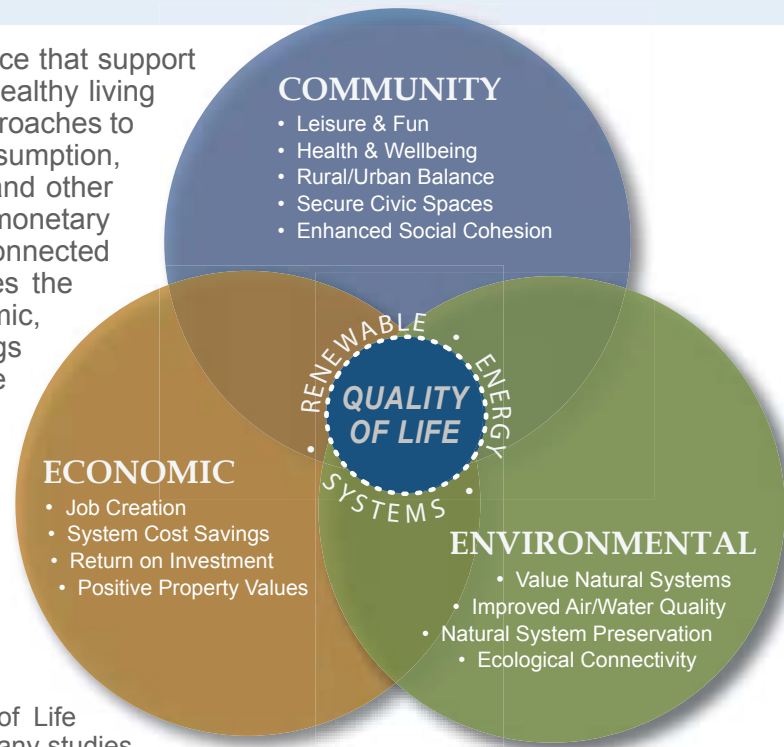 ce that support
ealthy living
roaches to
sumption,
and other
monetary
onnected
es the
mic,
gs
e
COMMUNITY
• Leisure & Fun
• Health & Wellbeing
• Rural/Urban Balance
• Secure Civic Spaces
• Enhanced Social Cohesion
RENEWABLE • ENERGY • SYSTEMS •
QUALITY
OF LIFE
ECONOMIC
• Job Creation
• System Cost Savings
• Return on Investment
• Positive Property Values
ENVIRONMENTAL
• Value Natural Systems
• Improved Air/Water Quality
• Natural System Preservation
• Ecological Connectivity
of Life
any studies